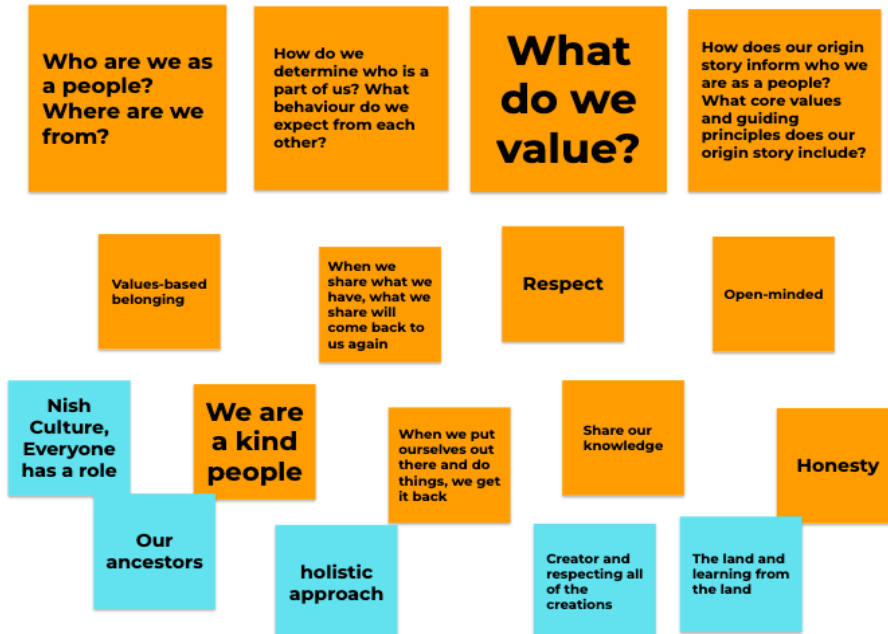 Who are we as
a people?
Where are we
from?
How do we
determine who is a
part of us? What
behaviour do we
expect from each
other?
What
do we
value?
How does our origin
story inform who we
are as a people?
What core values
and guiding
principles does our
origin story include?
Values-based
belonging
When we
share what we
have, what we
share will
come back to
us again
Respect
Open-minded
Nish
Culture,
Everyone
has a role
We are
a kind
people
When we put
ourselves out
there and do
things, we get
it back
Share our
knowledge
Honesty
Our
ancestors
holistic
approach
Creator and
respecting all
of the
creations
The land and
learning from
the land